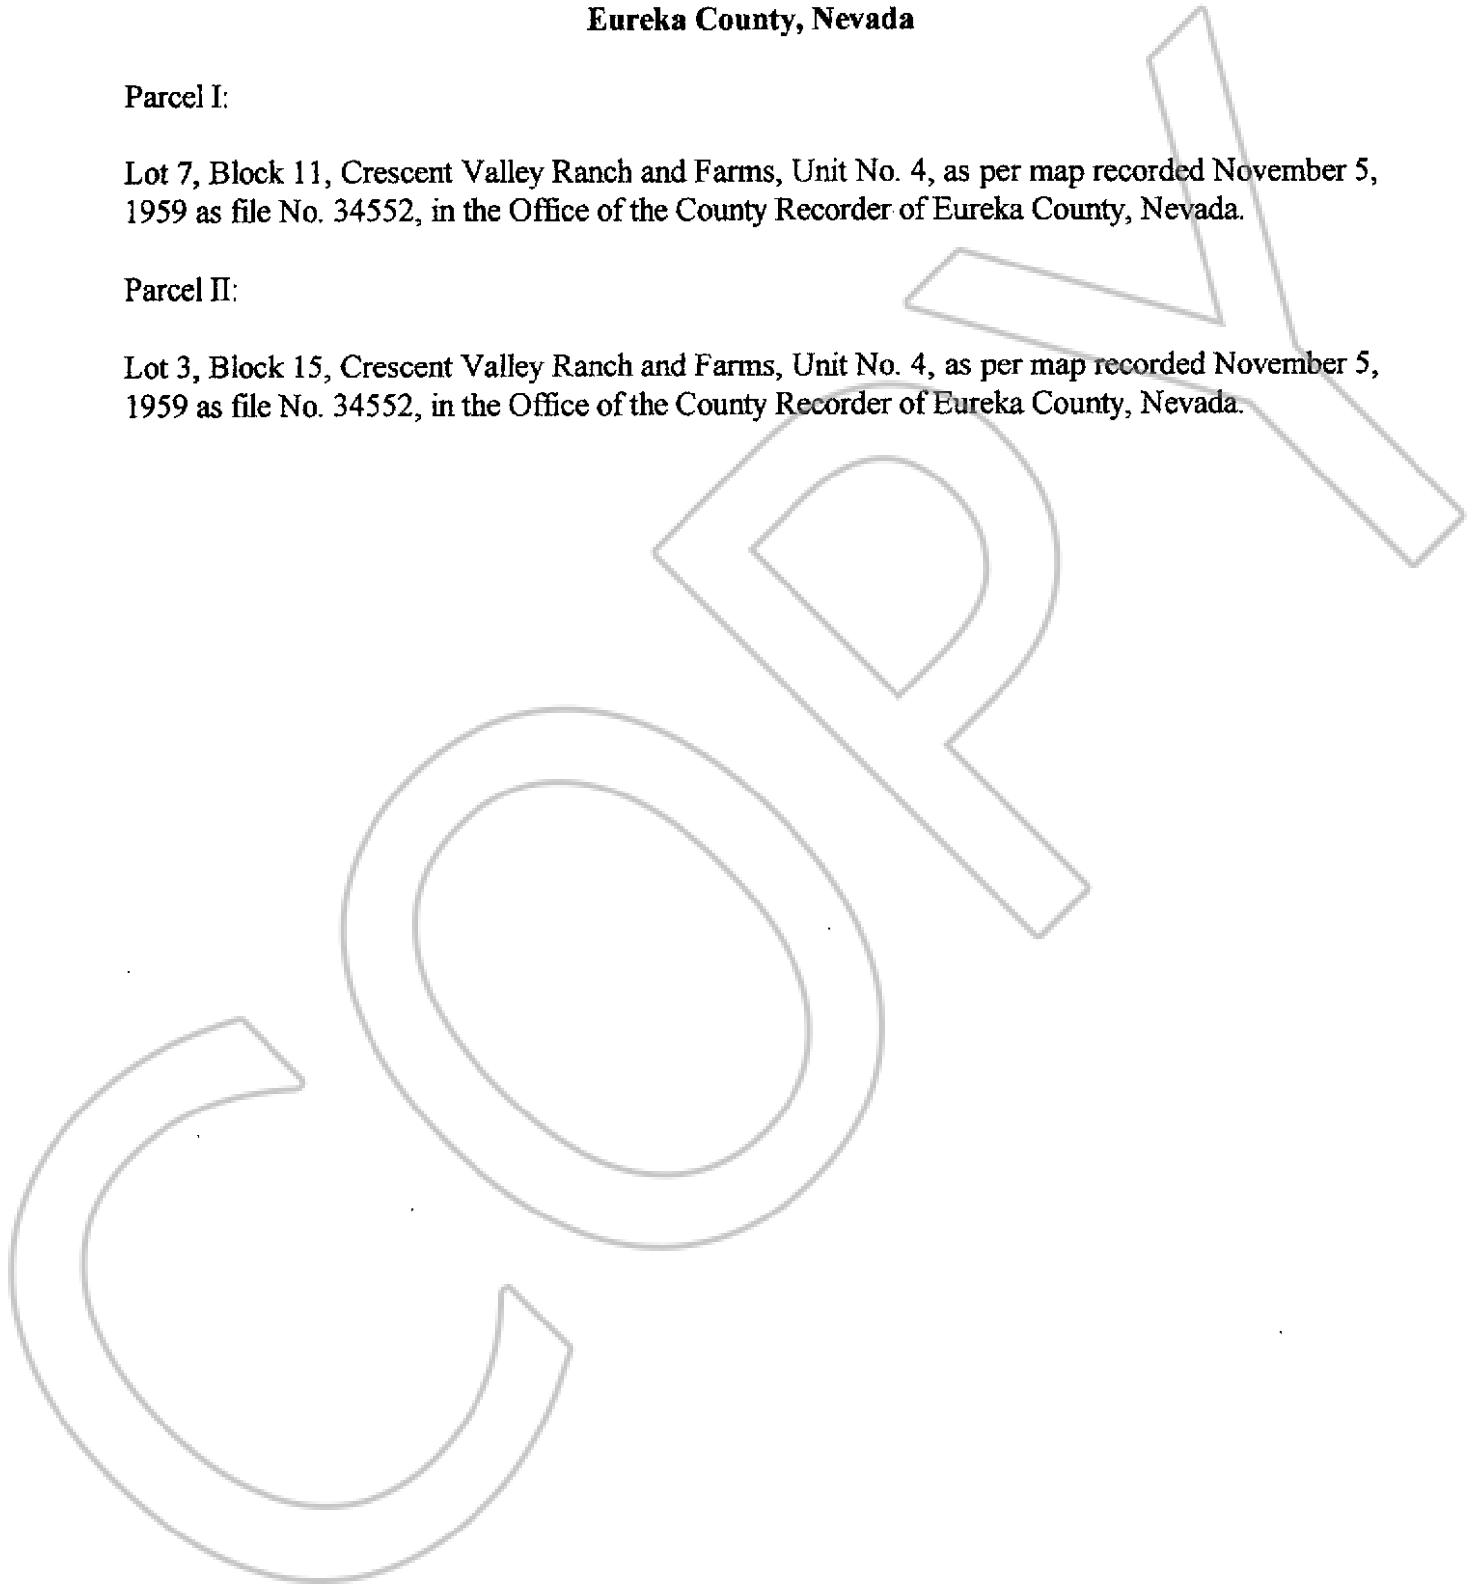 Eureka County, Nevada
Parcel I:
Lot 7, Block 11, Crescent Valley Ranch and Farms, Unit No. 4, as per map recorded November 5,
1959 as file No. 34552, in the Office of the County Recorder of Eureka County, Nevada.
Parcel II:
Lot 3, Block 15, Crescent Valley Ranch and Farms, Unit No. 4, as per map recorded November 5,
1959 as file No. 34552, in the Office of the County Recorder of Eureka County, Nevada.
COPY